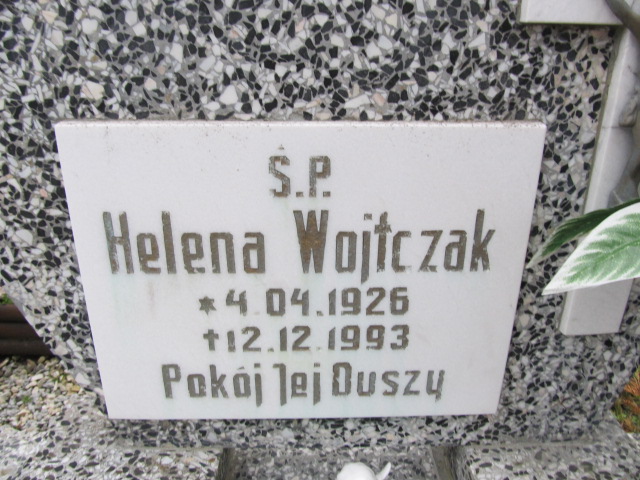 Ś.P.
Helena Wojtczak
* 4.04.1926
† 12.12.1993
Pokój Jej Duszy